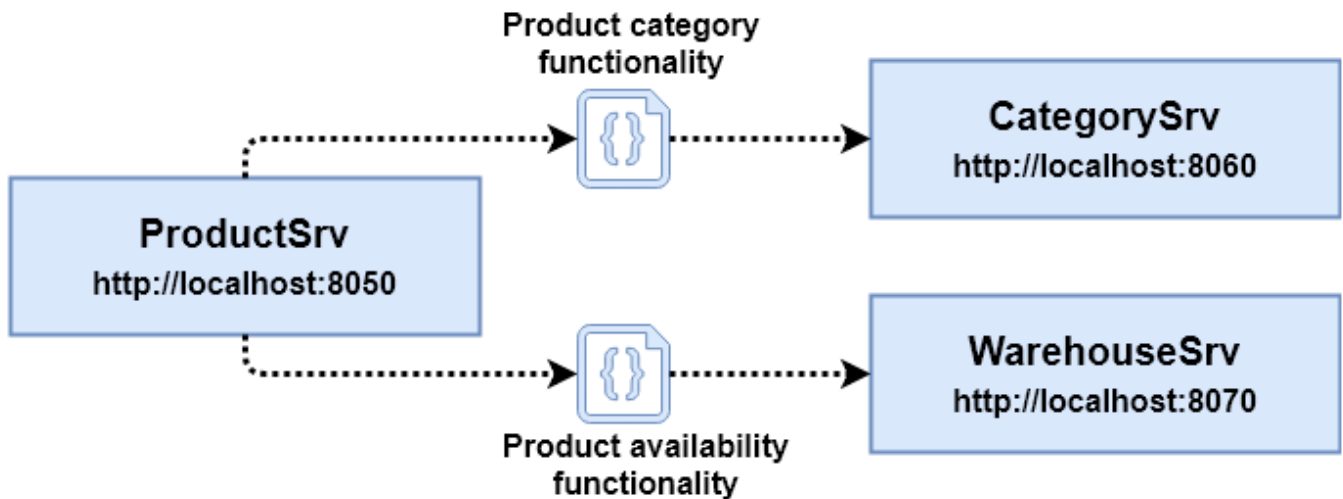 Product category
functionality
{}
CategorySrv
http://localhost:8060
ProductSrv
http://localhost:8050
{}
WarehouseSrv
http://localhost:8070
Product availability
functionality